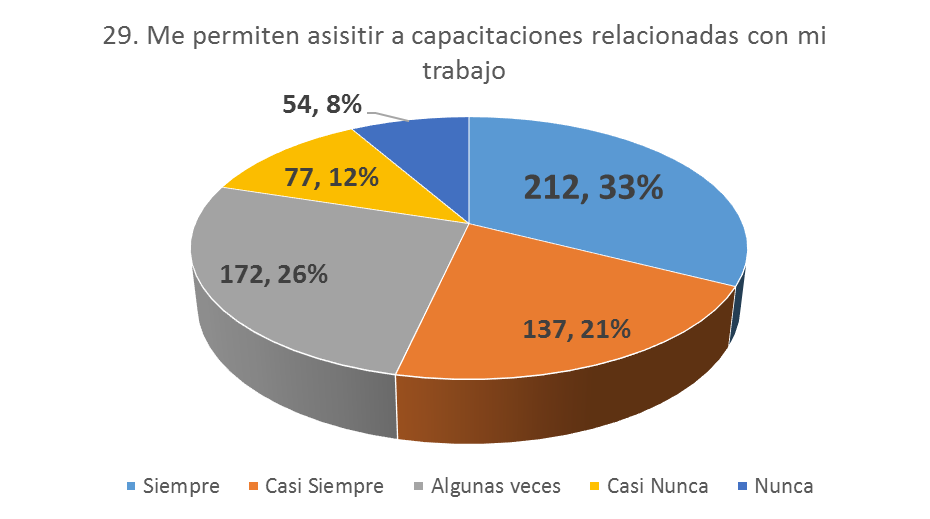 29. Me permiten asisitir a capacitaciones relacionadas con mi
trabajo
54, 8%
77, 12%
212, 33%
172, 26%
137, 21%
Siempre Casi Siempre Algunas veces Casi Nunca Nunca